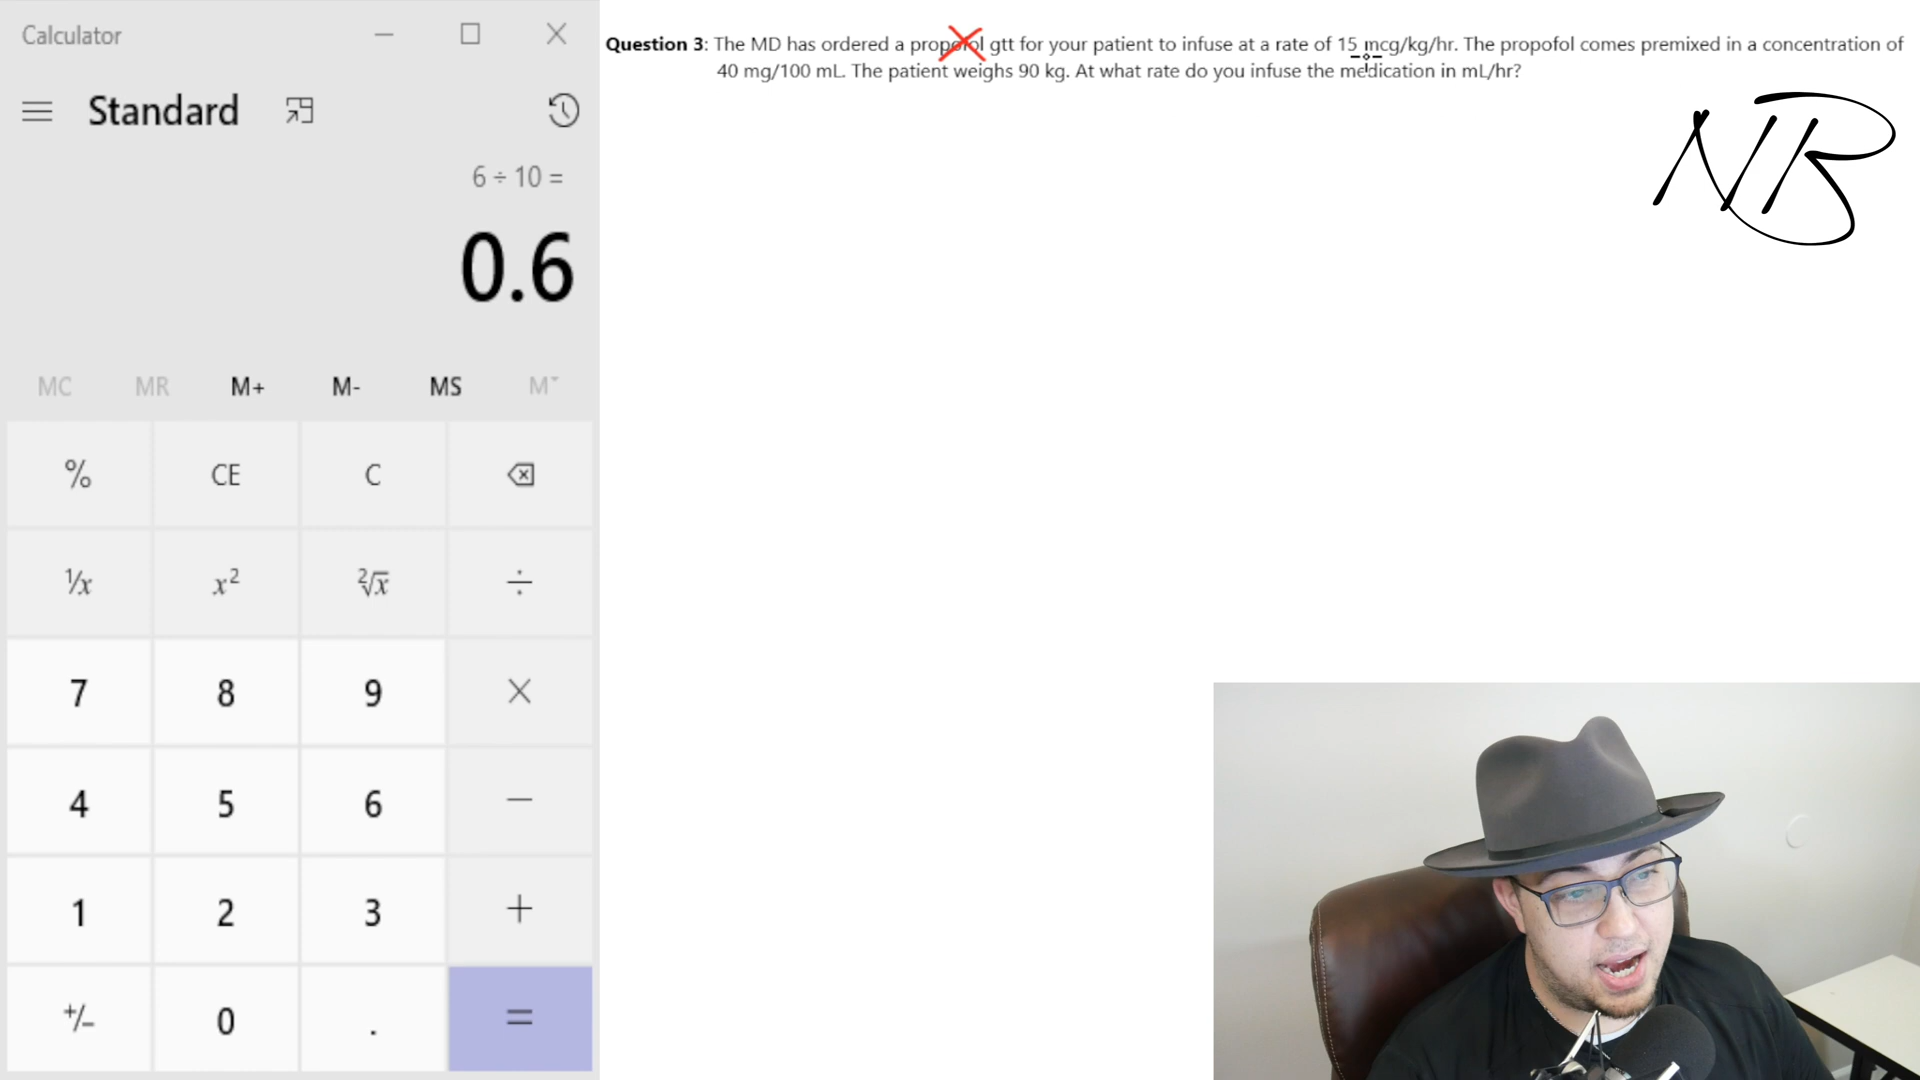 Calculator
Standard
6 ÷ 10 =
0.6
MC MR M+ M- MS M˅
% CE C
¹/x x² ²√x ÷
7 8 9 ×
4 5 6 −
1 2 3 +
+/− 0 . =
Question 3: The MD has ordered a propofol gtt for your patient to infuse at a rate of 15 mcg/kg/hr. The propofol comes premixed in a concentration of
40 mg/100 mL. The patient weighs 90 kg. At what rate do you infuse the medication in mL/hr?
NB